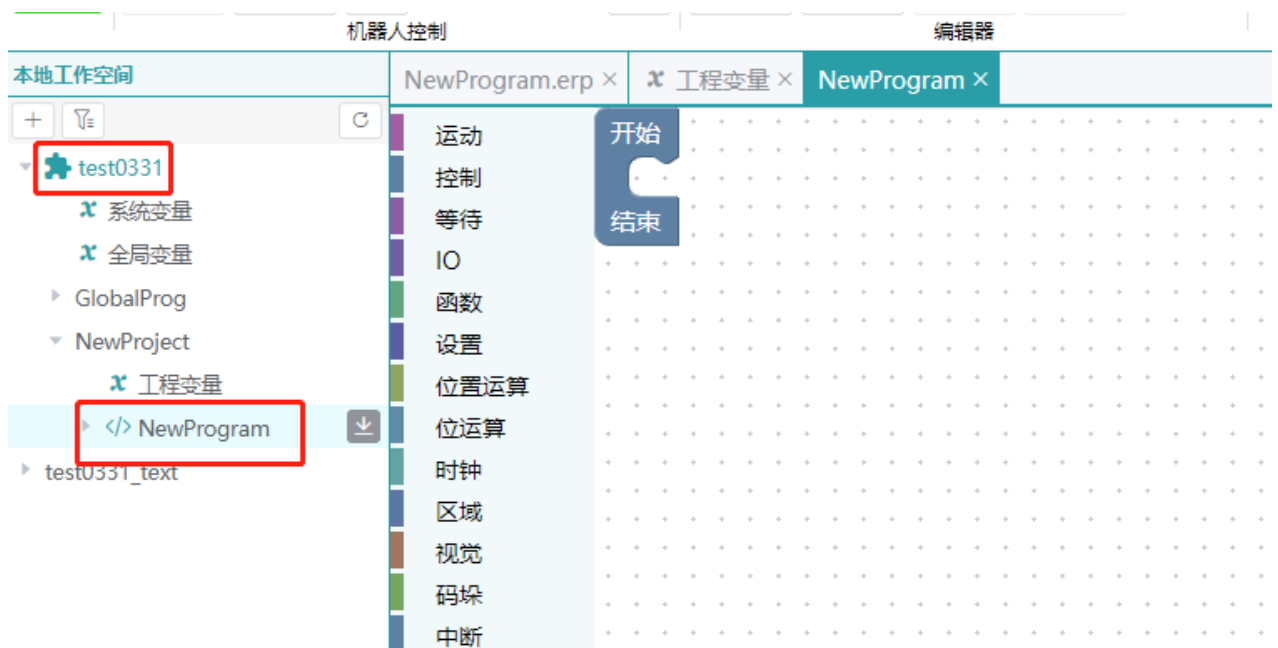 机器人控制
编辑器
本地工作空间
NewProgram.erp ×
x 工程变量 ×
NewProgram ×
test0331
x 系统变量
x 全局变量
GlobalProg
NewProject
x 工程变量
</> NewProgram
test0331_text
运动
控制
等待
IO
函数
设置
位置运算
位运算
时钟
区域
视觉
码垛
中断
开始
结束